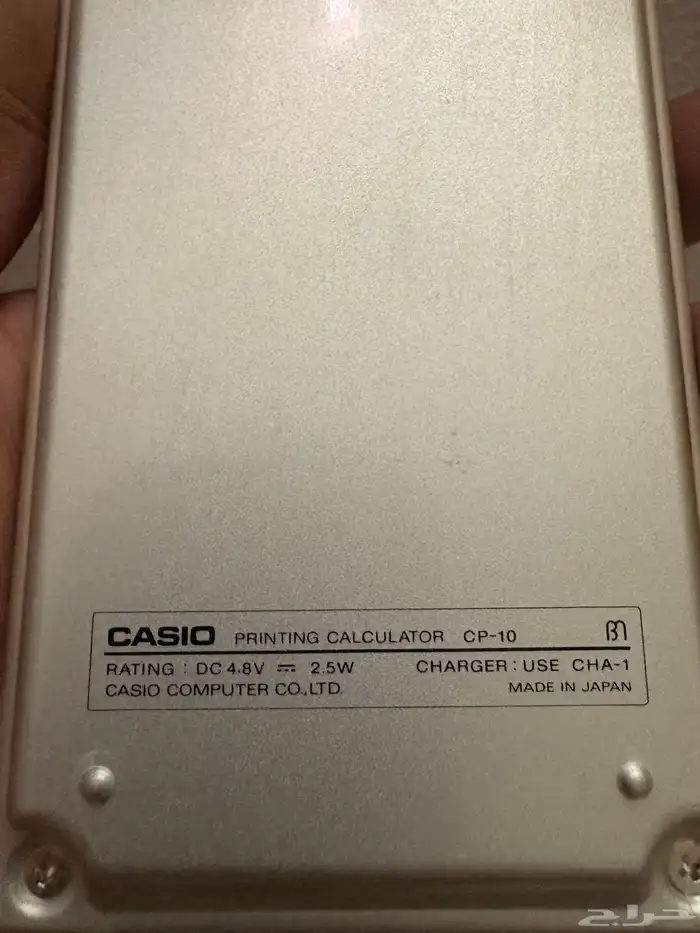 CASIO PRINTING CALCULATOR CP-10
RATING : DC 4.8V ⎓ 2.5W CHARGER : USE CHA-1
CASIO COMPUTER CO.,LTD. MADE IN JAPAN
حراج